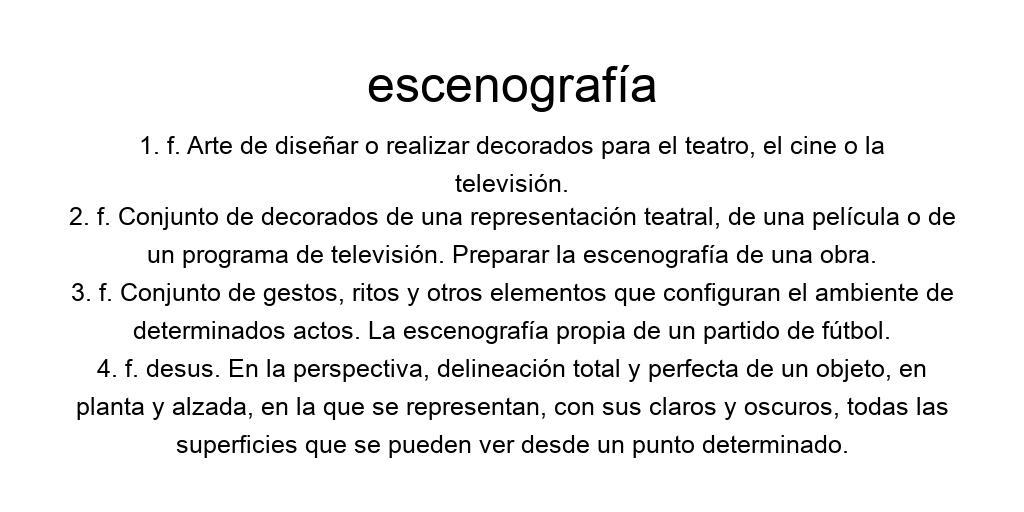 escenografía
1. f. Arte de diseñar o realizar decorados para el teatro, el cine o la
televisión.
2. f. Conjunto de decorados de una representación teatral, de una película o de
un programa de televisión. Preparar la escenografía de una obra.
3. f. Conjunto de gestos, ritos y otros elementos que configuran el ambiente de
determinados actos. La escenografía propia de un partido de fútbol.
4. f. desus. En la perspectiva, delineación total y perfecta de un objeto, en
planta y alzada, en la que se representan, con sus claros y oscuros, todas las
superficies que se pueden ver desde un punto determinado.